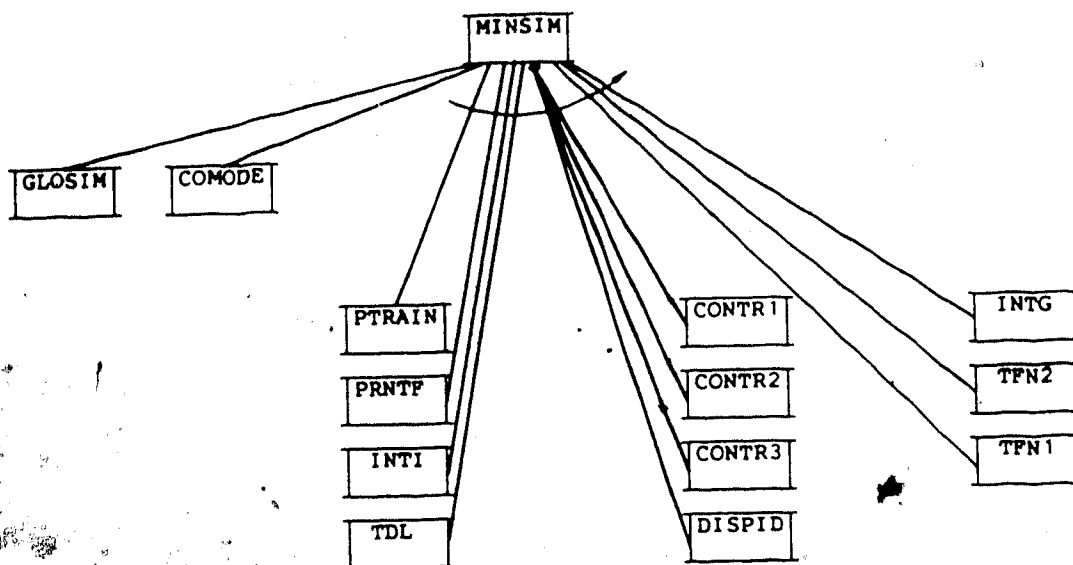 MINSIM
GLOSIM
COMODE
PTRAIN
CONTR1
INTG
PRNTF
CONTR2
TFN2
INTI
CONTR3
TFN1
TDL
DISPID